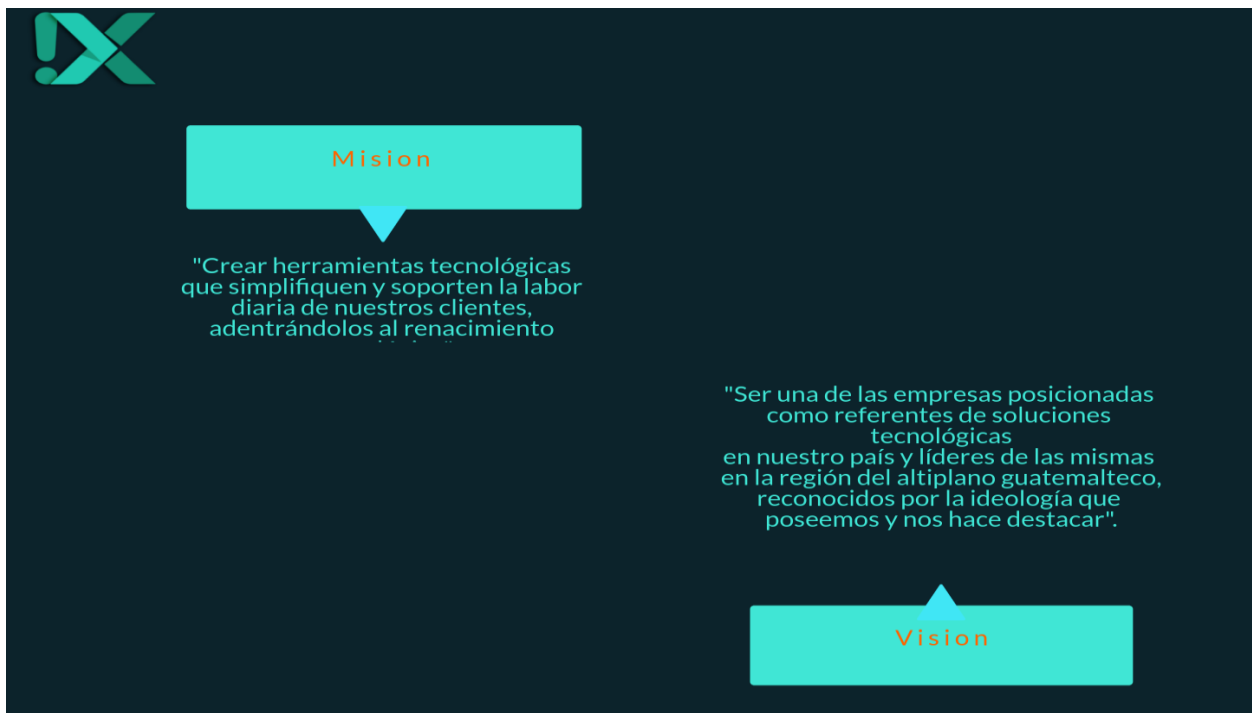 Mision
"Crear herramientas tecnológicas
que simplifiquen y soporten la labor
diaria de nuestros clientes,
adentrándolos al renacimiento
"Ser una de las empresas posicionadas
como referentes de soluciones
tecnológicas
en nuestro país y líderes de las mismas
en la región del altiplano guatemalteco,
reconocidos por la ideología que
poseemos y nos hace destacar".
Vision